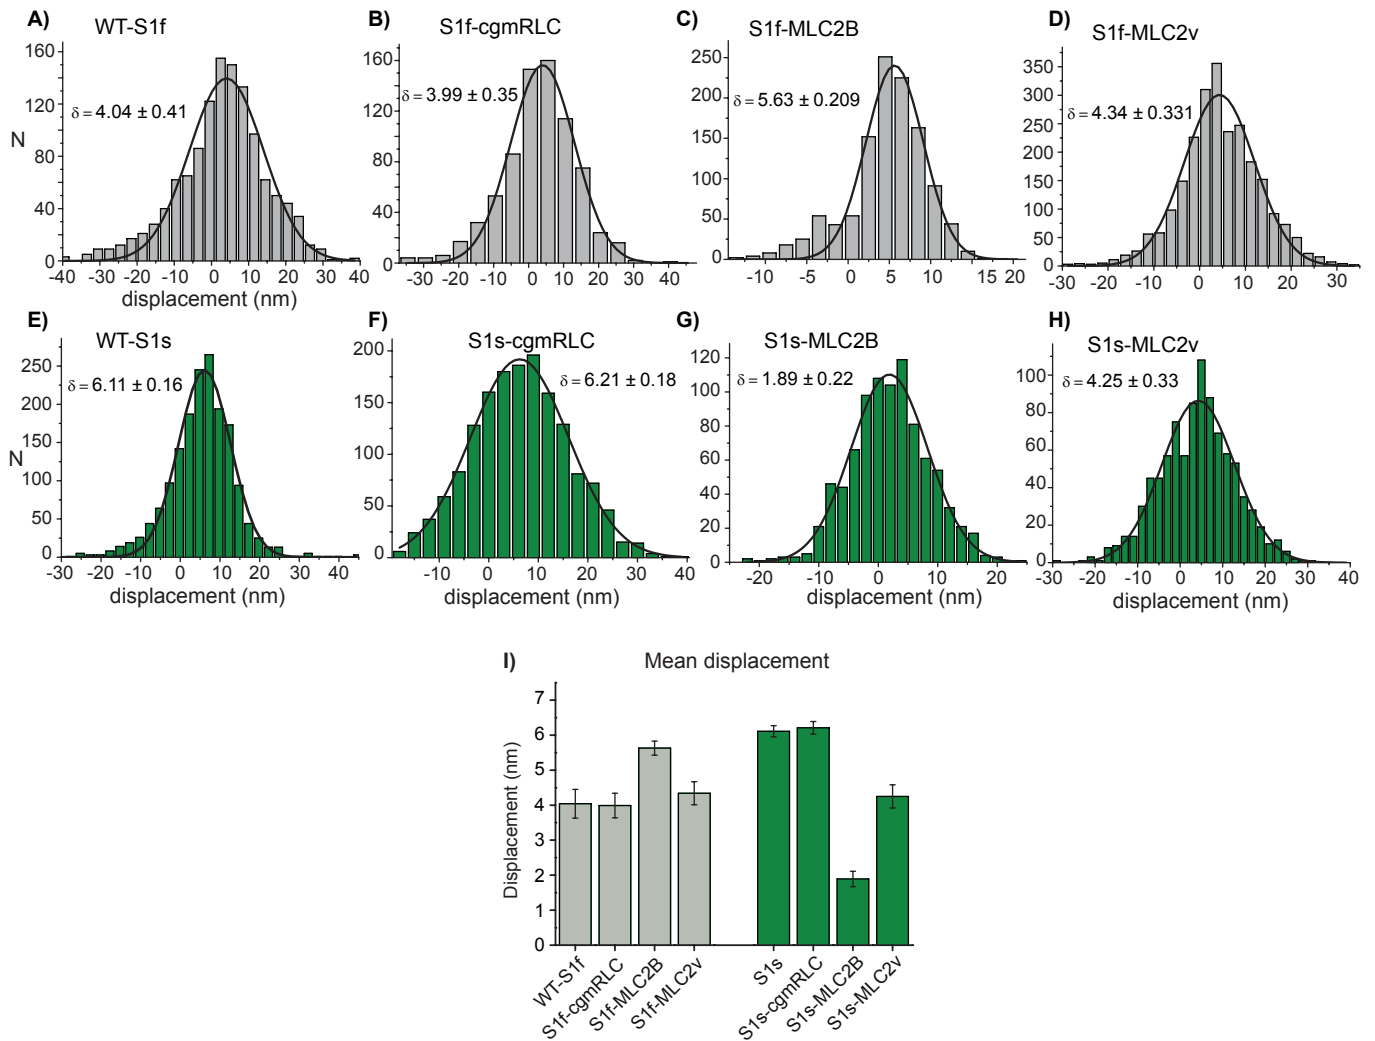 A) WT-S1f
160
120
80
40
0
N
δ = 4.04 ± 0.41
-40 -30 -20 -10 0 10 20 30 40
displacement (nm)
B) S1f-cgmRLC
160
120
80
40
0
δ = 3.99 ± 0.35
-30 -20 -10 0 10 20 30 40
C) S1f-MLC2B
250
200
150
100
50
0
δ = 5.63 ± 0.209
-10 -5 0 5 10 15 20
D) S1f-MLC2v
350
300
250
200
150
100
50
0
δ = 4.34 ± 0.331
-30 -20 -10 0 10 20 30
E) WT-S1s
250
200
150
100
50
0
N
δ = 6.11 ± 0.16
-30 -20 -10 0 10 20 30 40
displacement (nm)
F) S1s-cgmRLC
200
150
100
50
0
δ = 6.21 ± 0.18
-10 0 10 20 30 40
displacement (nm)
G) S1s-MLC2B
120
100
80
60
40
20
0
δ = 1.89 ± 0.22
-20 -10 0 10 20
displacement (nm)
H) S1s-MLC2v
100
80
60
40
20
0
δ = 4.25 ± 0.33
-30 -20 -10 0 10 20 30 40
displacement (nm)
I) Mean displacement
7
6
5
4
3
2
1
0
Displacement (nm)
WT-S1f
S1f-cgmRLC
S1f-MLC2B
S1f-MLC2v
S1s
S1s-cgmRLC
S1s-MLC2B
S1s-MLC2v